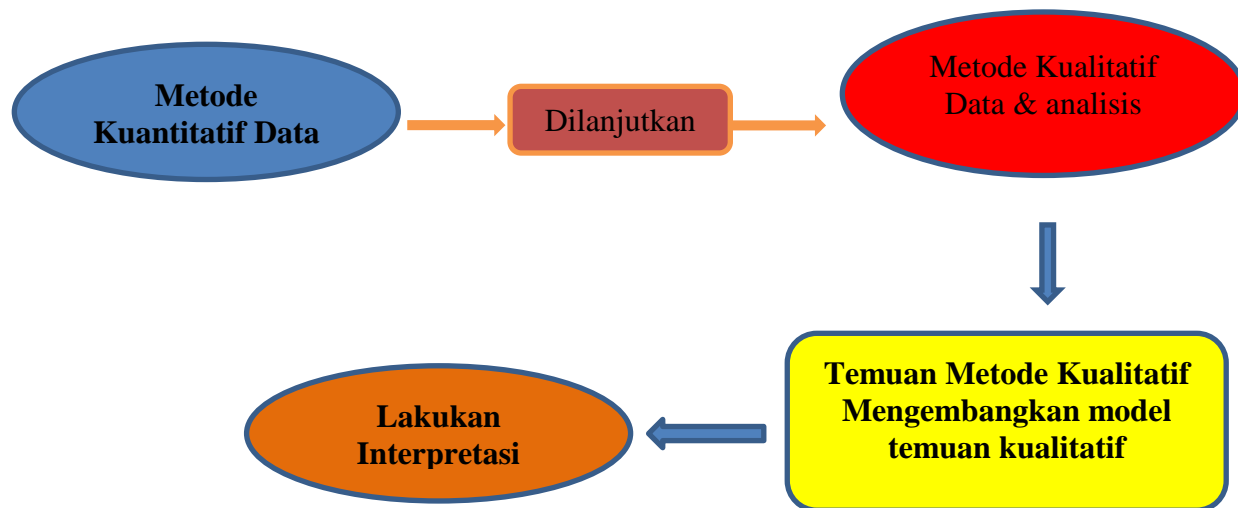 Metode
Kuantitatif Data
Dilanjutkan
Metode Kualitatif
Data & analisis
Temuan Metode Kualitatif
Mengembangkan model
temuan kualitatif
Lakukan
Interpretasi